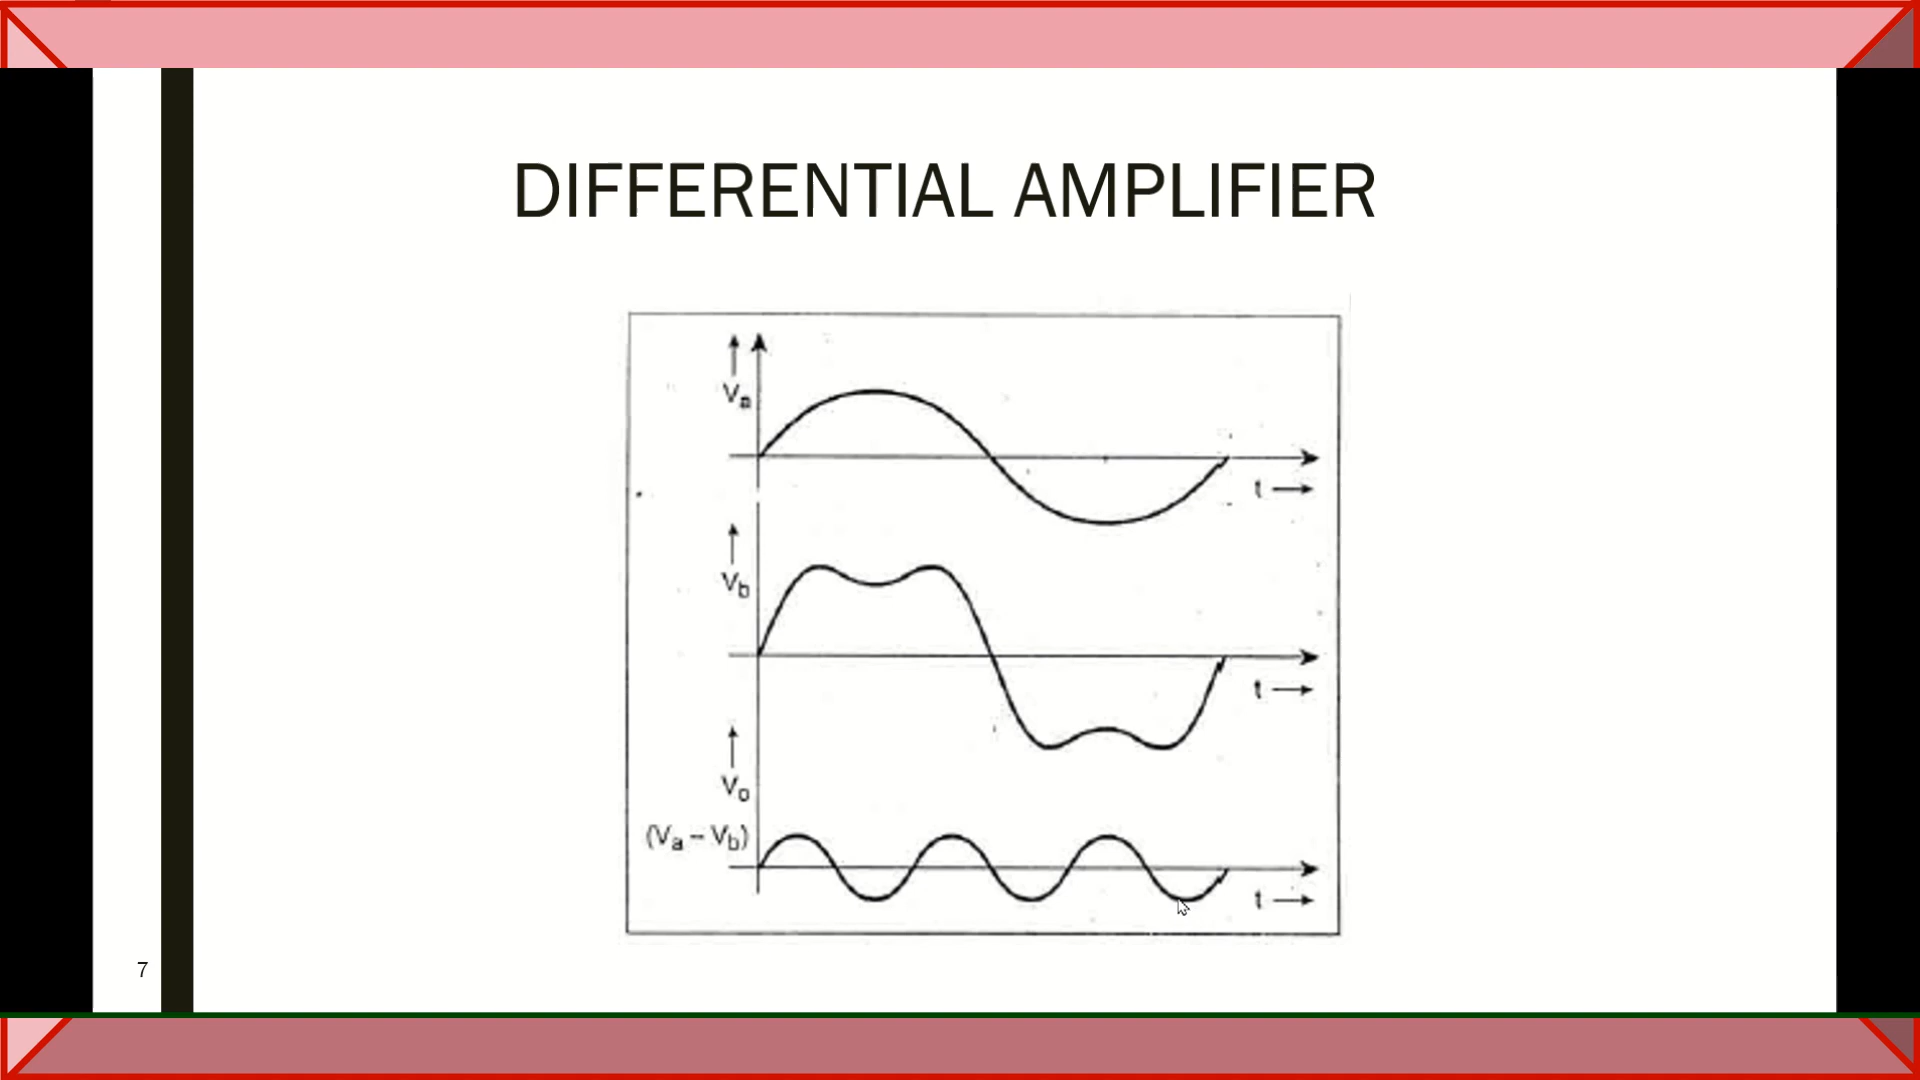 DIFFERENTIAL AMPLIFIER
Va
t
Vb
t
Vo
(Va – Vb)
t
7